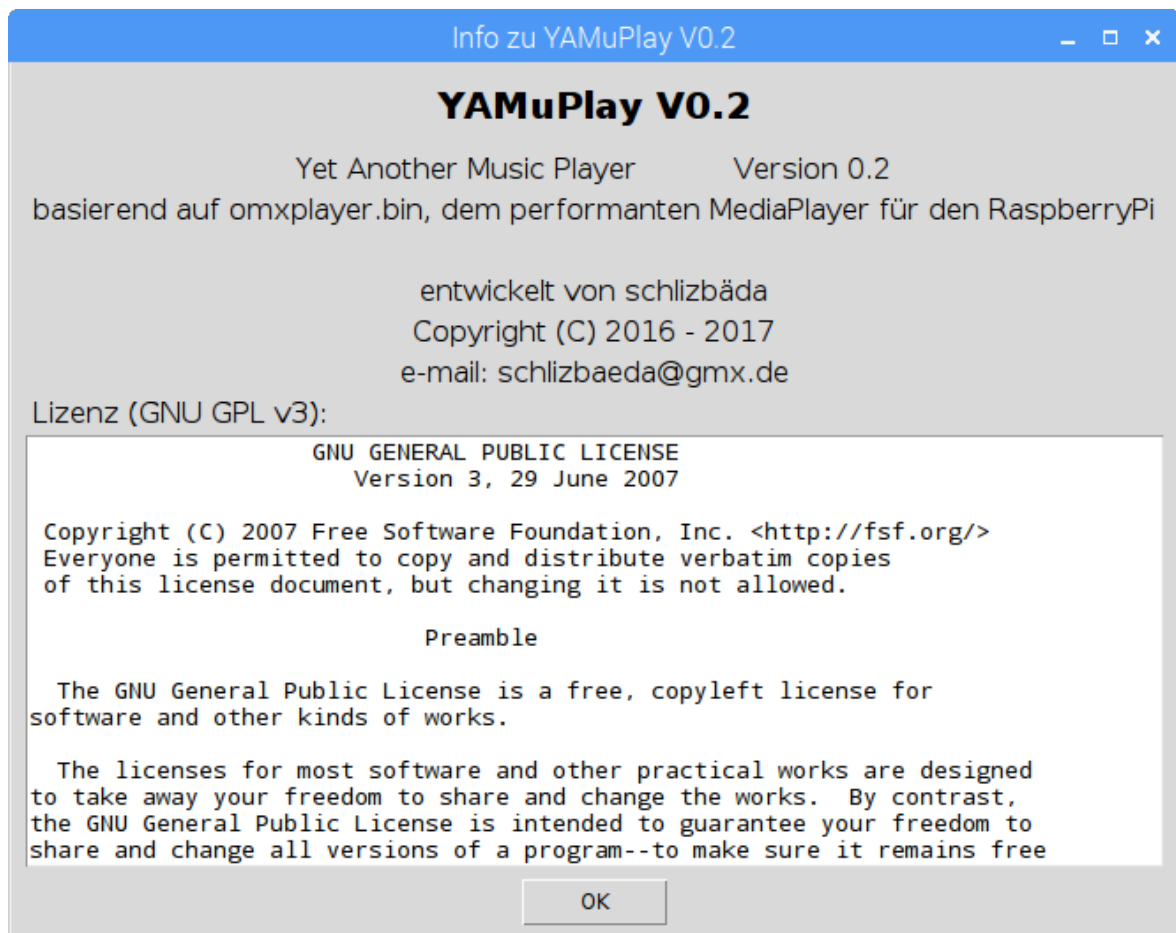 Info zu YAMuPlay V0.2
YAMuPlay V0.2
Yet Another Music Player Version 0.2
basierend auf omxplayer.bin, dem performanten MediaPlayer für den RaspberryPi
entwickelt von schlizbäda
Copyright (C) 2016 - 2017
e-mail: schlizbaeda@gmx.de
Lizenz (GNU GPL v3):
GNU GENERAL PUBLIC LICENSE
Version 3, 29 June 2007
Copyright (C) 2007 Free Software Foundation, Inc. <http://fsf.org/>
Everyone is permitted to copy and distribute verbatim copies
of this license document, but changing it is not allowed.
Preamble
The GNU General Public License is a free, copyleft license for
software and other kinds of works.
The licenses for most software and other practical works are designed
to take away your freedom to share and change the works.  By contrast,
the GNU General Public License is intended to guarantee your freedom to
share and change all versions of a program--to make sure it remains free
OK